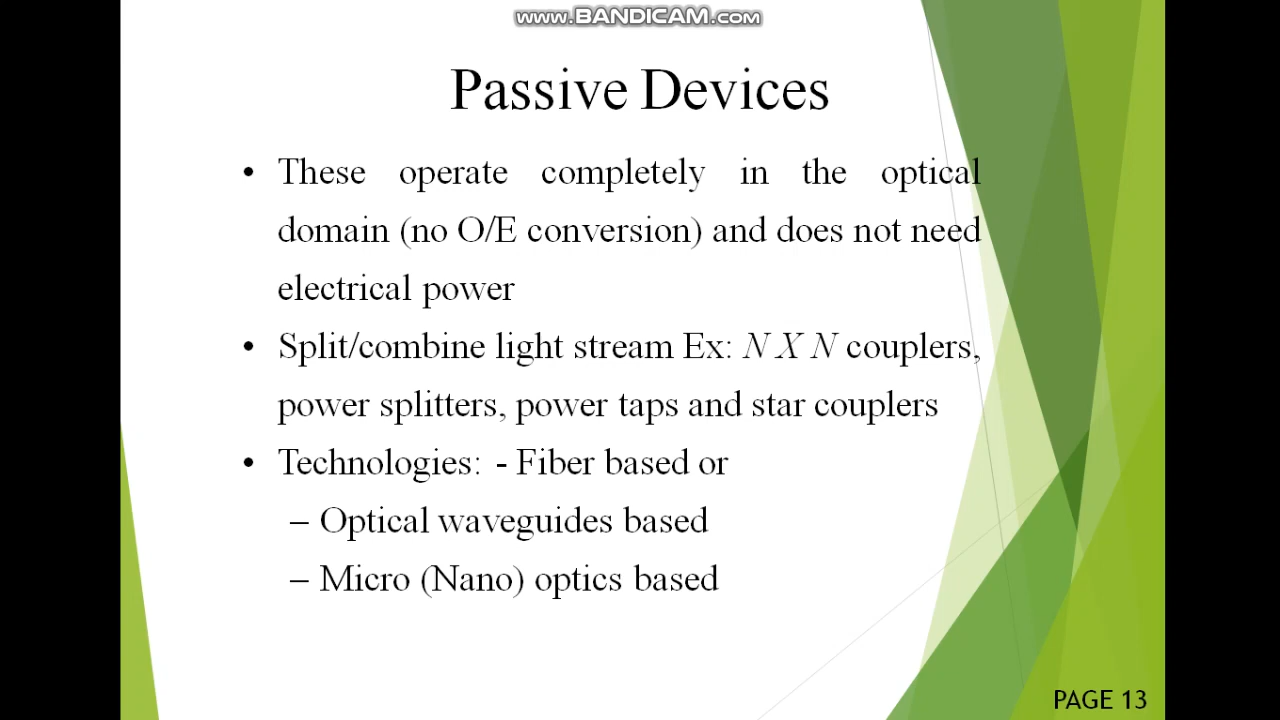 www.BANDICAM.com
Passive Devices
• These operate completely in the optical
domain (no O/E conversion) and does not need
electrical power
• Split/combine light stream Ex: N X N couplers,
power splitters, power taps and star couplers
• Technologies: - Fiber based or
– Optical waveguides based
– Micro (Nano) optics based
PAGE 13